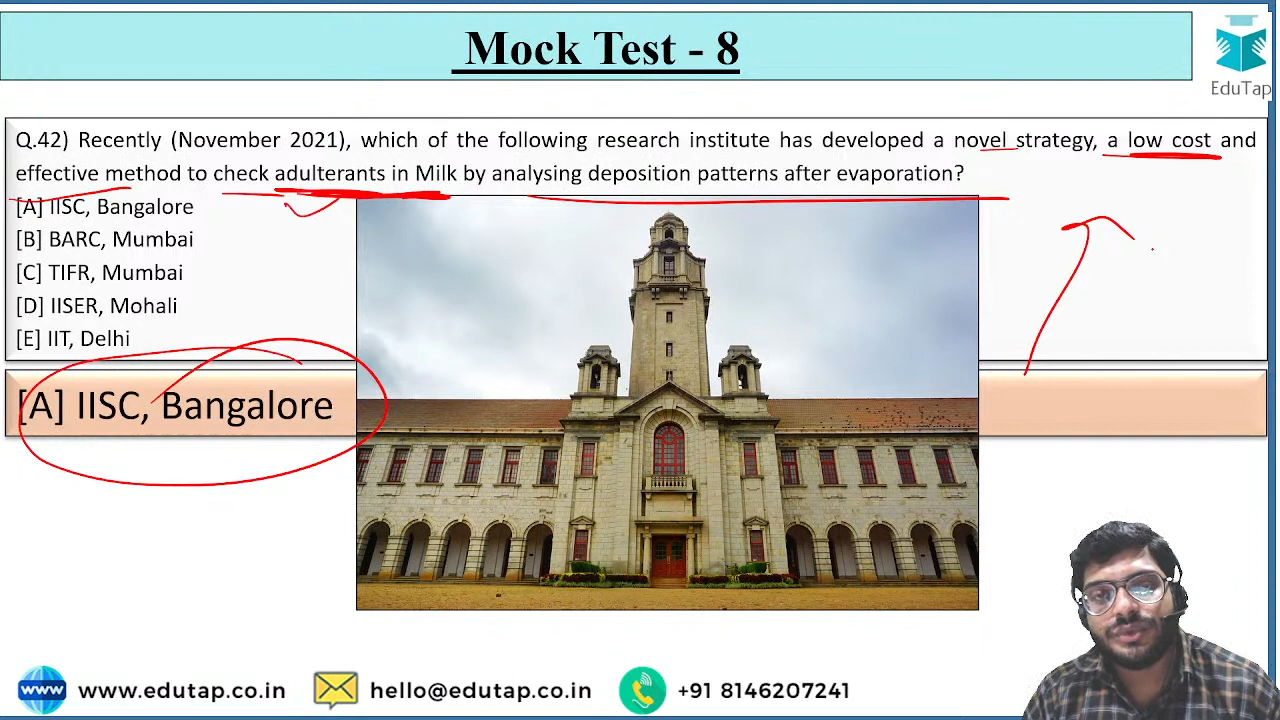 Mock Test - 8
EduTap
Q.42) Recently (November 2021), which of the following research institute has developed a novel strategy, a low cost and
effective method to check adulterants in Milk by analysing deposition patterns after evaporation?
[A] IISC, Bangalore
[B] BARC, Mumbai
[C] TIFR, Mumbai
[D] IISER, Mohali
[E] IIT, Delhi
[A] IISC, Bangalore
www www.edutap.co.in hello@edutap.co.in +91 8146207241